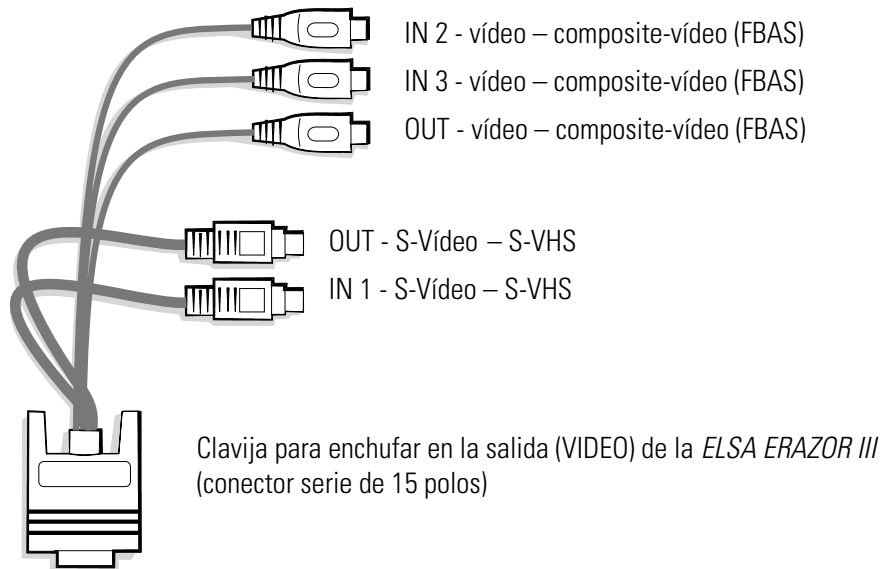 IN 2 - vídeo – composite-vídeo (FBAS)
IN 3 - vídeo – composite-vídeo (FBAS)
OUT - vídeo – composite-vídeo (FBAS)
OUT - S-Vídeo – S-VHS
IN 1 - S-Vídeo – S-VHS
Clavija para enchufar en la salida (VIDEO) de la ELSA ERAZOR III
(conector serie de 15 polos)